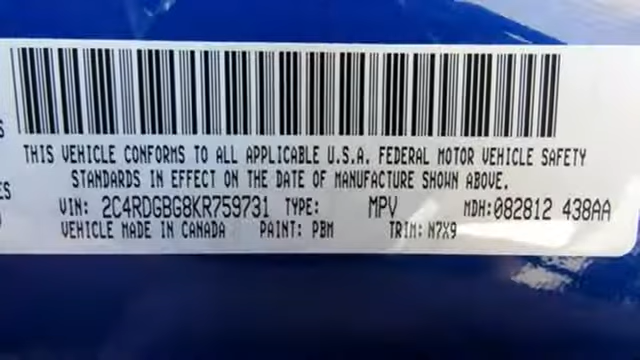 THIS VEHICLE CONFORMS TO ALL APPLICABLE U.S.A. FEDERAL MOTOR VEHICLE SAFETY
STANDARDS IN EFFECT ON THE DATE OF MANUFACTURE SHOWN ABOVE.
VIN: 2C4RDGBG8KR759731 TYPE: MPV MDH:082812 438AA
VEHICLE MADE IN CANADA PAINT: PBM TRIM: N7X9